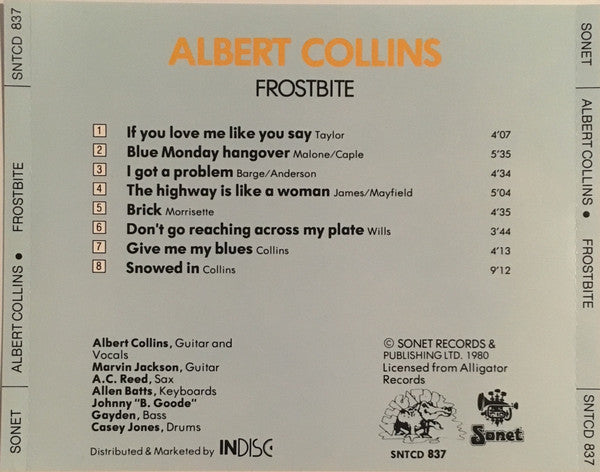 SNTCD 837
FROSTBITE
ALBERT COLLINS •
SONET
ALBERT COLLINS
FROSTBITE
1 If you love me like you say Taylor 4'07
2 Blue Monday hangover Malone/Caple 5'35
3 I got a problem Barge/Anderson 4'34
4 The highway is like a woman James/Mayfield 5'04
5 Brick Morrisette 4'35
6 Don't go reaching across my plate Wills 3'44
7 Give me my blues Collins 4'13
8 Snowed in Collins 9'12
Albert Collins, Guitar and
Vocals
Marvin Jackson, Guitar
A.C. Reed, Sax
Allen Batts, Keyboards
Johnny "B. Goode"
Gayden, Bass
Casey Jones, Drums
Distributed & Marketed by INDISC
© SONET RECORDS &
PUBLISHING LTD. 1980
Licensed from Alligator
Records
ALLIGATOR
Sonet
SNTCD 837
SONET
ALBERT COLLINS •
FROSTBITE
SNTCD 837